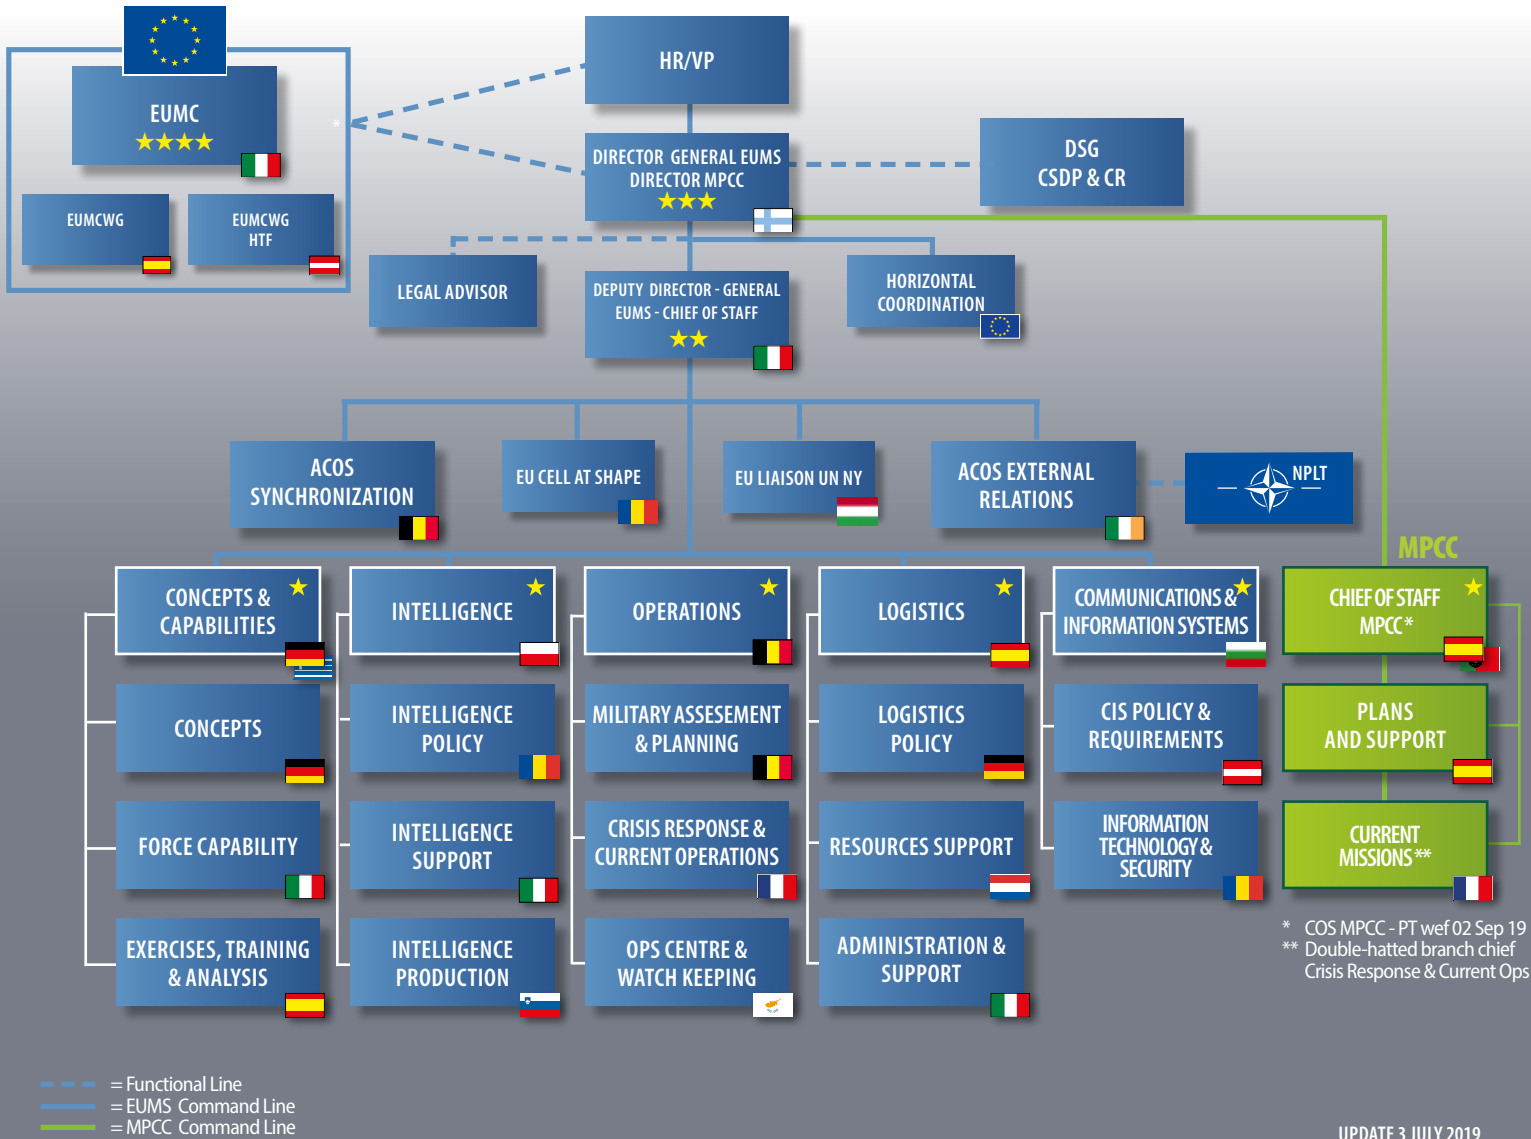 EUMC
*
EUMCWG
EUMCWG
HTF
HR/VP
DIRECTOR GENERAL EUMS
DIRECTOR MPCC
DSG
CSDP & CR
LEGAL ADVISOR
DEPUTY DIRECTOR - GENERAL
EUMS - CHIEF OF STAFF
HORIZONTAL
COORDINATION
ACOS
SYNCHRONIZATION
EU CELL AT SHAPE
EU LIAISON UN NY
ACOS EXTERNAL
RELATIONS
NPLT
MPCC
CONCEPTS &
CAPABILITIES
INTELLIGENCE
OPERATIONS
LOGISTICS
COMMUNICATIONS &
INFORMATION SYSTEMS
CHIEF OF STAFF
MPCC*
CONCEPTS
INTELLIGENCE
POLICY
MILITARY ASSESEMENT
& PLANNING
LOGISTICS
POLICY
CIS POLICY &
REQUIREMENTS
PLANS
AND SUPPORT
FORCE CAPABILITY
INTELLIGENCE
SUPPORT
CRISIS RESPONSE &
CURRENT OPERATIONS
RESOURCES SUPPORT
INFORMATION
TECHNOLOGY &
SECURITY
CURRENT
MISSIONS**
EXERCISES, TRAINING
& ANALYSIS
INTELLIGENCE
PRODUCTION
OPS CENTRE &
WATCH KEEPING
ADMINISTRATION &
SUPPORT
* COS MPCC - PT wef 02 Sep 19
** Double-hatted branch chief
Crisis Response & Current Ops
= Functional Line
= EUMS Command Line
= MPCC Command Line
UPDATE 3 JULY 2019